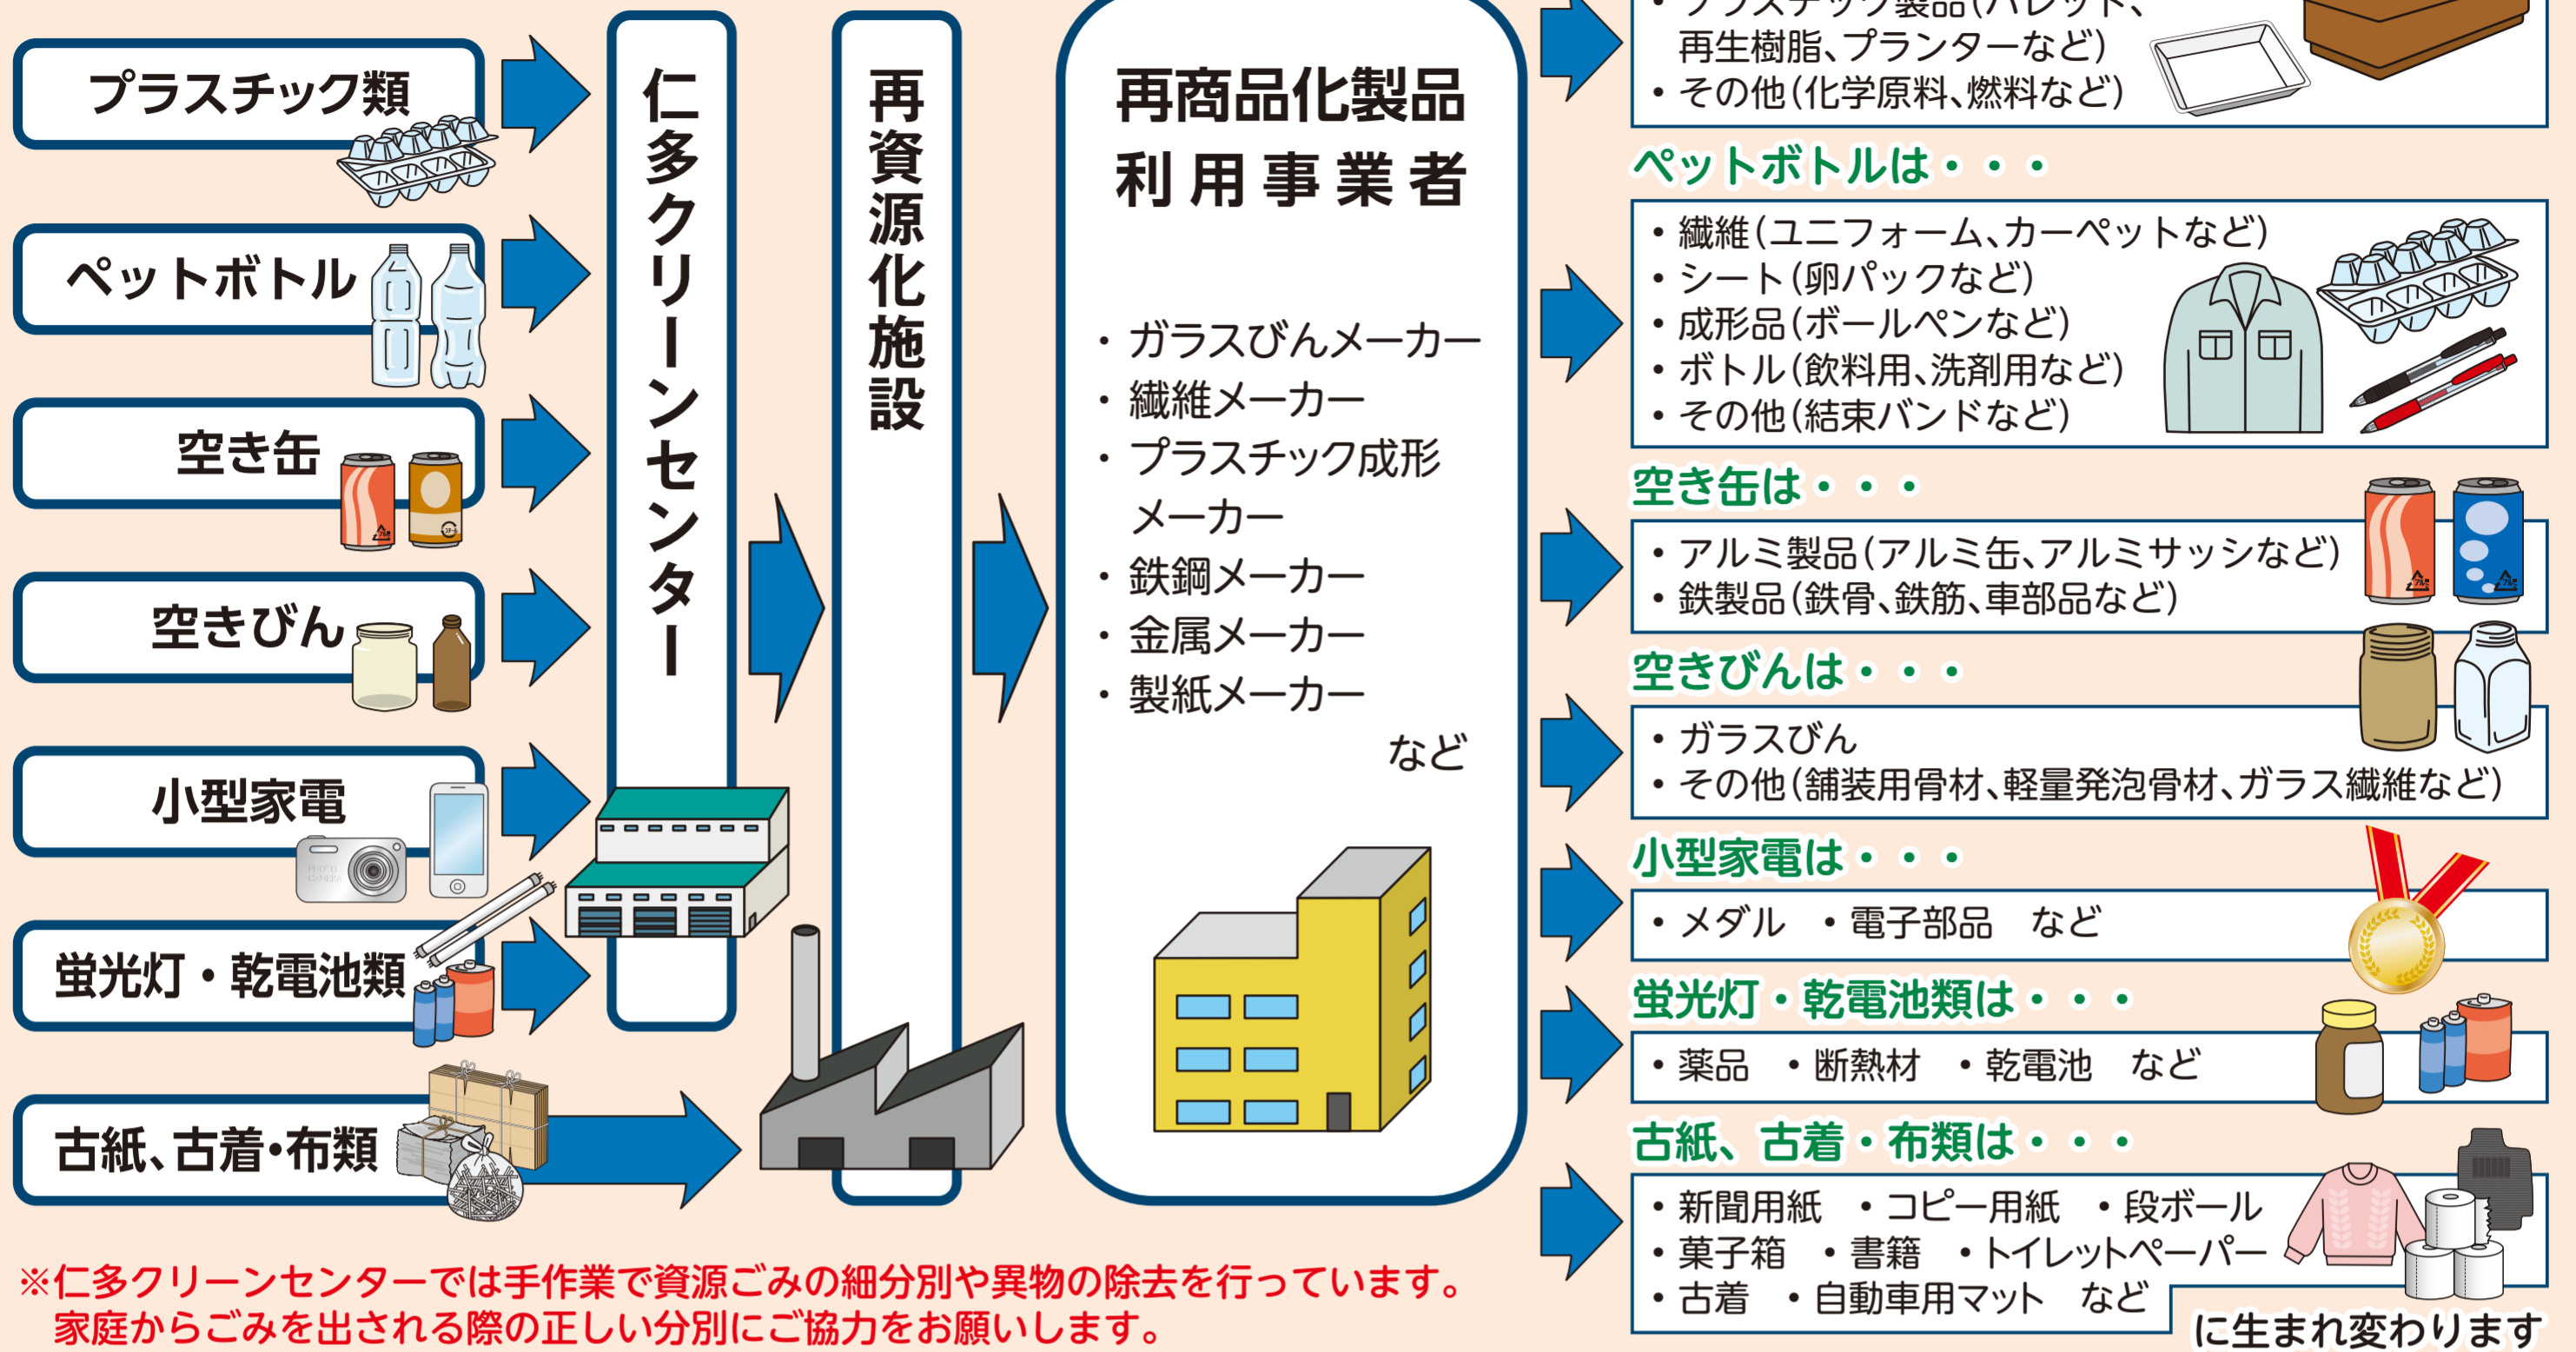 プラスチック類
ペットボトル
空き缶
空きびん
小型家電
蛍光灯・乾電池類
古紙、古着・布類
仁多クリーンセンター
再資源化施設
再商品化製品
利用事業者
・ガラスびんメーカー
・繊維メーカー
・プラスチック成形
メーカー
・鉄鋼メーカー
・金属メーカー
・製紙メーカー
など
・プラスチック製品(パレット、
再生樹脂、プランターなど)
・その他(化学原料、燃料など)
ペットボトルは・・・
・繊維(ユニフォーム、カーペットなど)
・シート(卵パックなど)
・成形品(ボールペンなど)
・ボトル(飲料用、洗剤用など)
・その他(結束バンドなど)
空き缶は・・・
・アルミ製品(アルミ缶、アルミサッシなど)
・鉄製品(鉄骨、鉄筋、車部品など)
空きびんは・・・
・ガラスびん
・その他(舗装用骨材、軽量発泡骨材、ガラス繊維など)
小型家電は・・・
・メダル ・電子部品 など
蛍光灯・乾電池類は・・・
・薬品 ・断熱材 ・乾電池 など
古紙、古着・布類は・・・
・新聞用紙 ・コピー用紙 ・段ボール
・菓子箱 ・書籍 ・トイレットペーパー
・古着 ・自動車用マット など
に生まれ変わります
※仁多クリーンセンターでは手作業で資源ごみの細分別や異物の除去を行っています。
家庭からごみを出される際の正しい分別にご協力をお願いします。
PHOTO
CAMERA